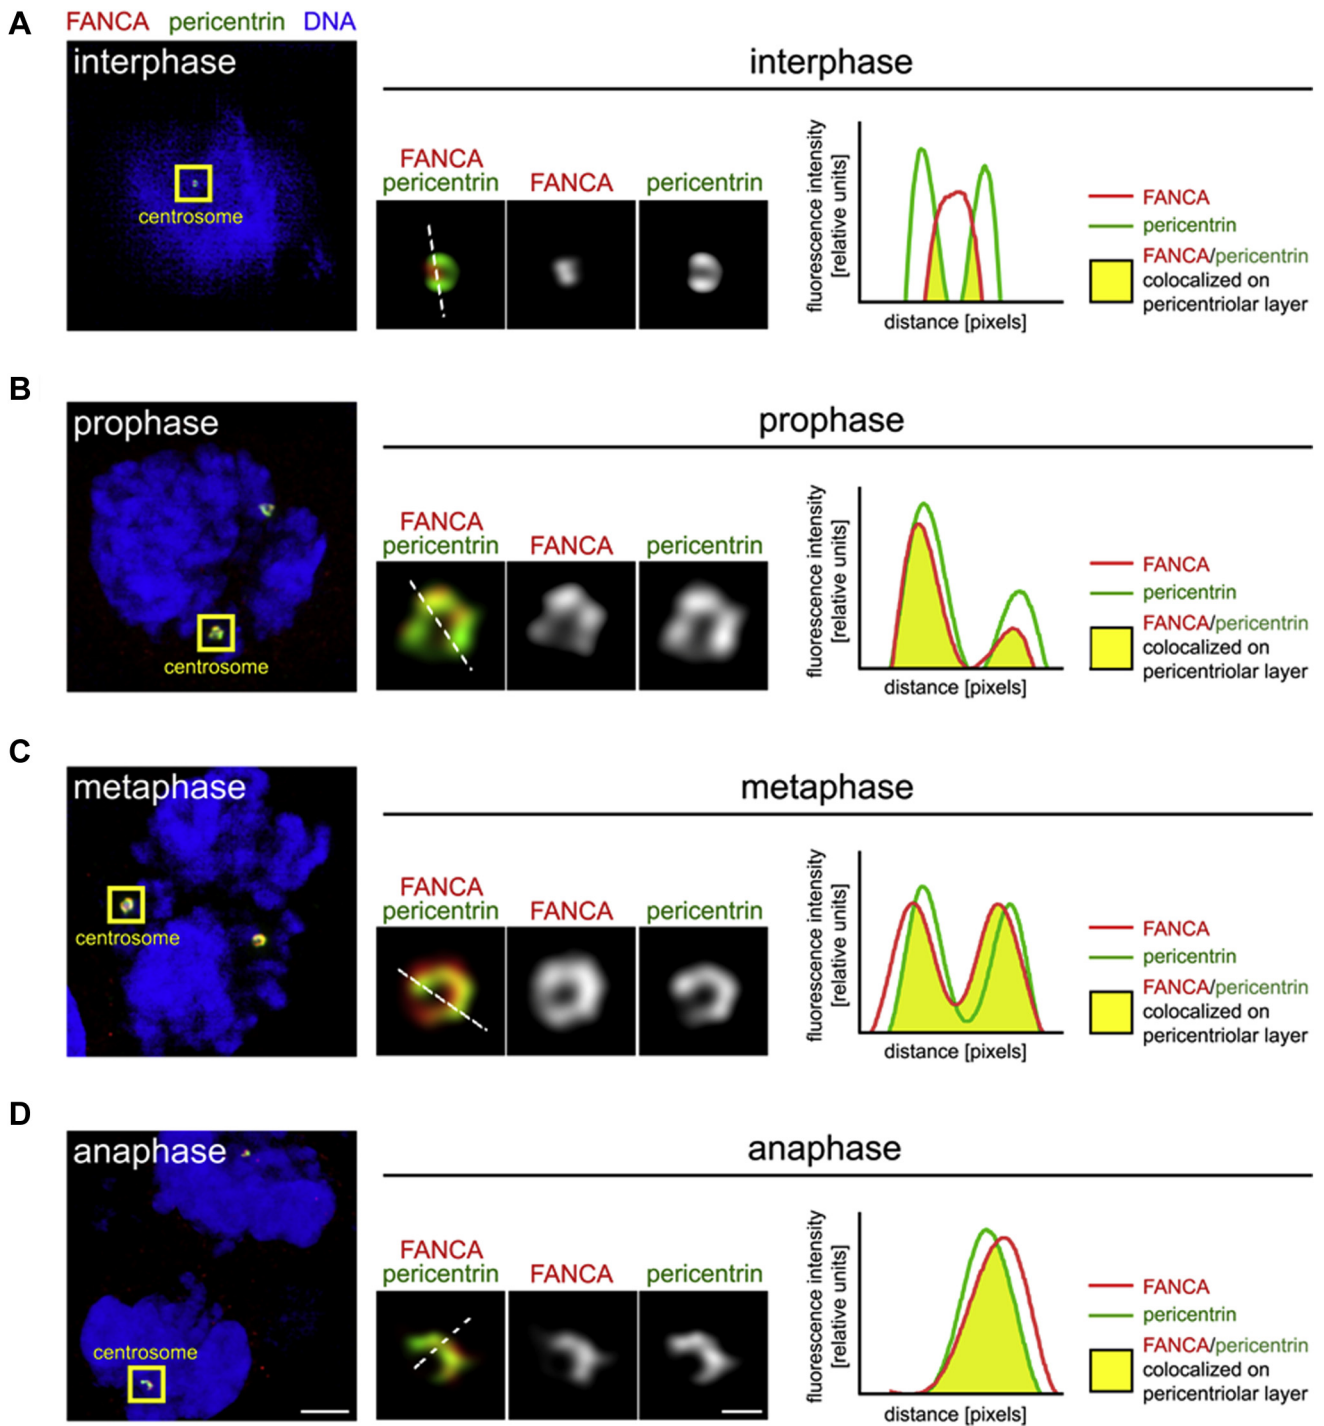 A
FANCA pericentrin DNA
interphase
centrosome
interphase
FANCA
pericentrin
FANCA
pericentrin
fluorescence intensity
[relative units]
distance [pixels]
FANCA
pericentrin
FANCA/pericentrin
colocalized on
pericentriolar layer
B
prophase
centrosome
prophase
FANCA
pericentrin
FANCA
pericentrin
fluorescence intensity
[relative units]
distance [pixels]
FANCA
pericentrin
FANCA/pericentrin
colocalized on
pericentriolar layer
C
metaphase
centrosome
metaphase
FANCA
pericentrin
FANCA
pericentrin
fluorescence intensity
[relative units]
distance [pixels]
FANCA
pericentrin
FANCA/pericentrin
colocalized on
pericentriolar layer
D
anaphase
centrosome
anaphase
FANCA
pericentrin
FANCA
pericentrin
fluorescence intensity
[relative units]
distance [pixels]
FANCA
pericentrin
FANCA/pericentrin
colocalized on
pericentriolar layer